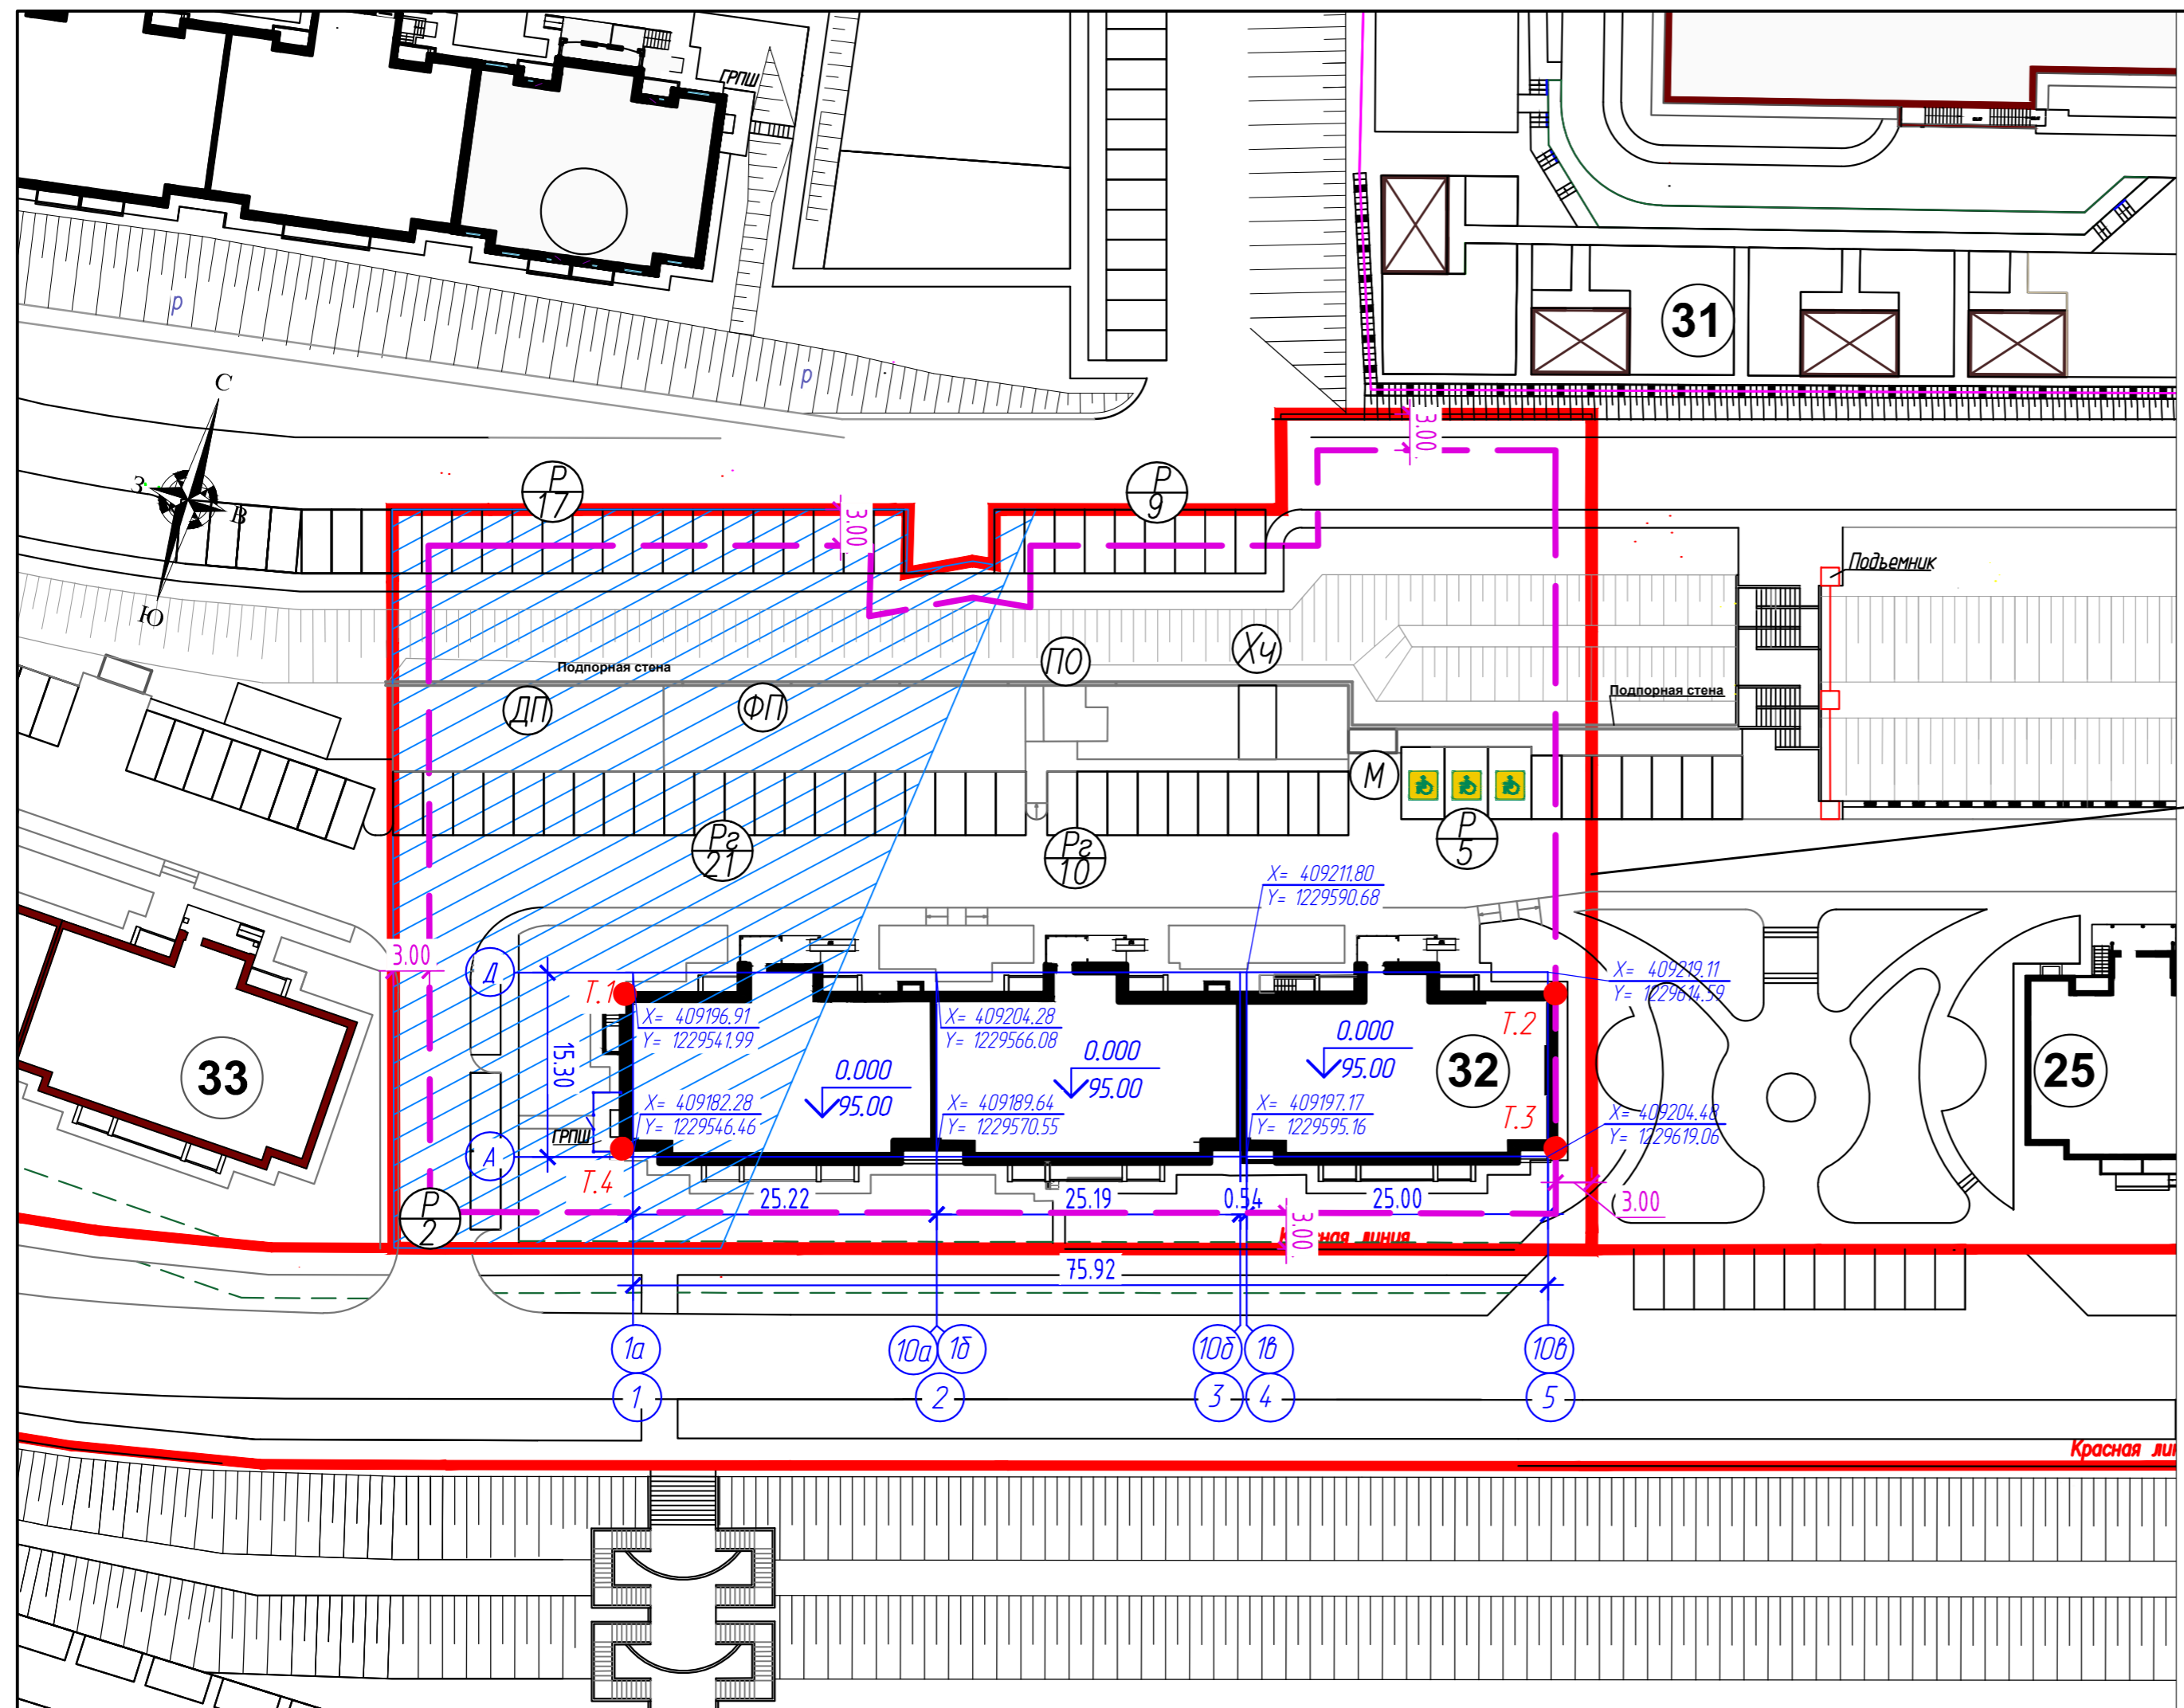 ГРПШ
р
р
31
С
З
В
Ю
3.00
Р
17
Р
9
3.00
Подъемник
Подпорная стена
ПО
Хч
Подпорная стена
ДП
ФП
М
Рг
21
Рг
10
Р
5
X= 409211.80
Y= 1229590.68
3.00
Д
X= 409219.11
Y= 1229614.59
Т.1
Т.2
X= 409196.91
Y= 1229541.99
X= 409204.28
Y= 1229566.08
15.30
0.000
95.00
0.000
95.00
0.000
95.00
33
32
25
X= 409182.28
Y= 1229546.46
X= 409189.64
Y= 1229570.55
X= 409197.17
Y= 1229595.16
Т.3
X= 409204.48
Y= 1229619.06
ГРПШ
А
Т.4
Р
2
25.22
25.19
0.54
25.00
3.00
3.00
линия
75.92
1а
10а
1б
10б
1в
10в
1
2
3
4
5
Красная